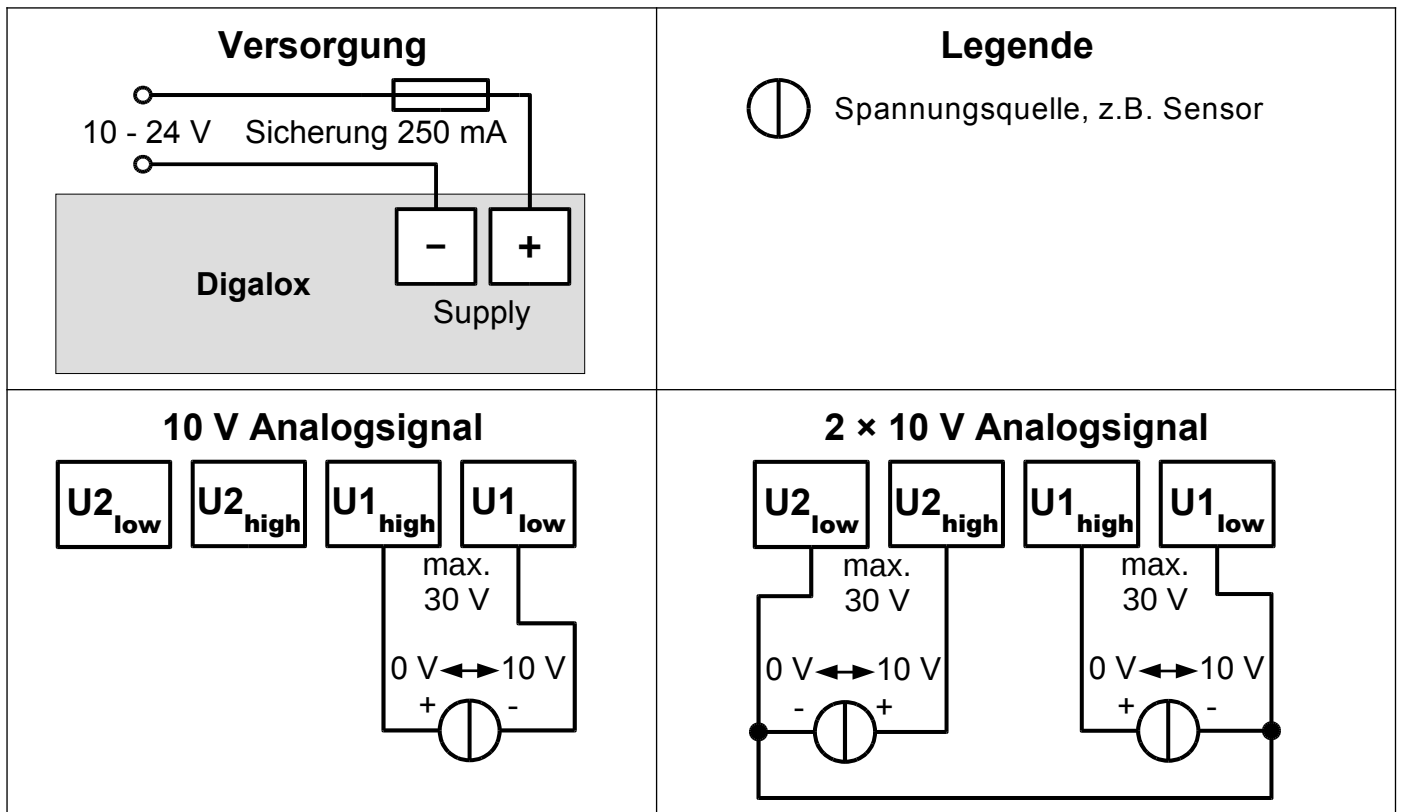 Versorgung
10 - 24 V Sicherung 250 mA
− +
Digalox
Supply
Legende
Spannungsquelle, z.B. Sensor
10 V Analogsignal
U2low U2high U1high U1low
max.
30 V
0 V 10 V
+ -
2 × 10 V Analogsignal
U2low U2high U1high U1low
max. max.
30 V 30 V
0 V 10 V 0 V 10 V
- + + -